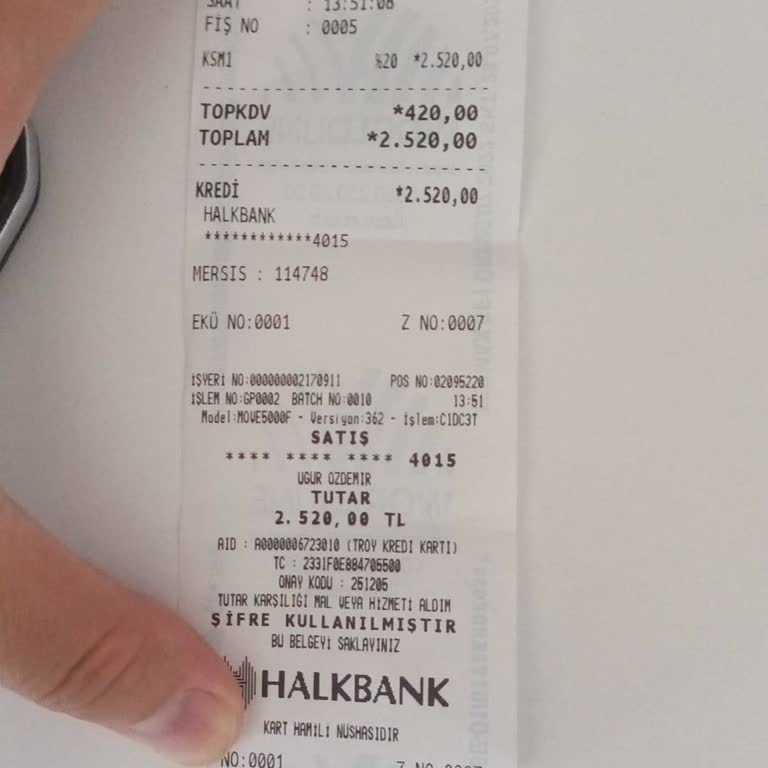 SAAT : 13:51:08
FİŞ NO : 0005
KSM1 %20 *2.520,00
TOPKDV *420,00
TOPLAM *2.520,00
KREDİ *2.520,00
HALKBANK
************4015
MERSIS : 114748
EKÜ NO:0001 Z NO:0007
İŞYERİ NO:000000002170911 POS NO:02095220
İŞLEM NO:GP0002 BATCH NO:0010 13:51
Model:MOVE5000F - Versiyon:362 - İşlem:C1DC3T
SATIŞ
**** **** **** 4015
UGUR OZDEMIR
TUTAR
2.520,00 TL
AID : A0000006723010 (TROY KREDI KARTI)
TC : 2331F0E884705500
ONAY KODU : 251205
TUTAR KARŞILIĞI MAL VEYA HİZMETİ ALDIM
ŞİFRE KULLANILMIŞTIR
BU BELGEYİ SAKLAYINIZ
HALKBANK
KART HAMİLİ NÜSHASIDIR
NO:0001 Z NO:0007